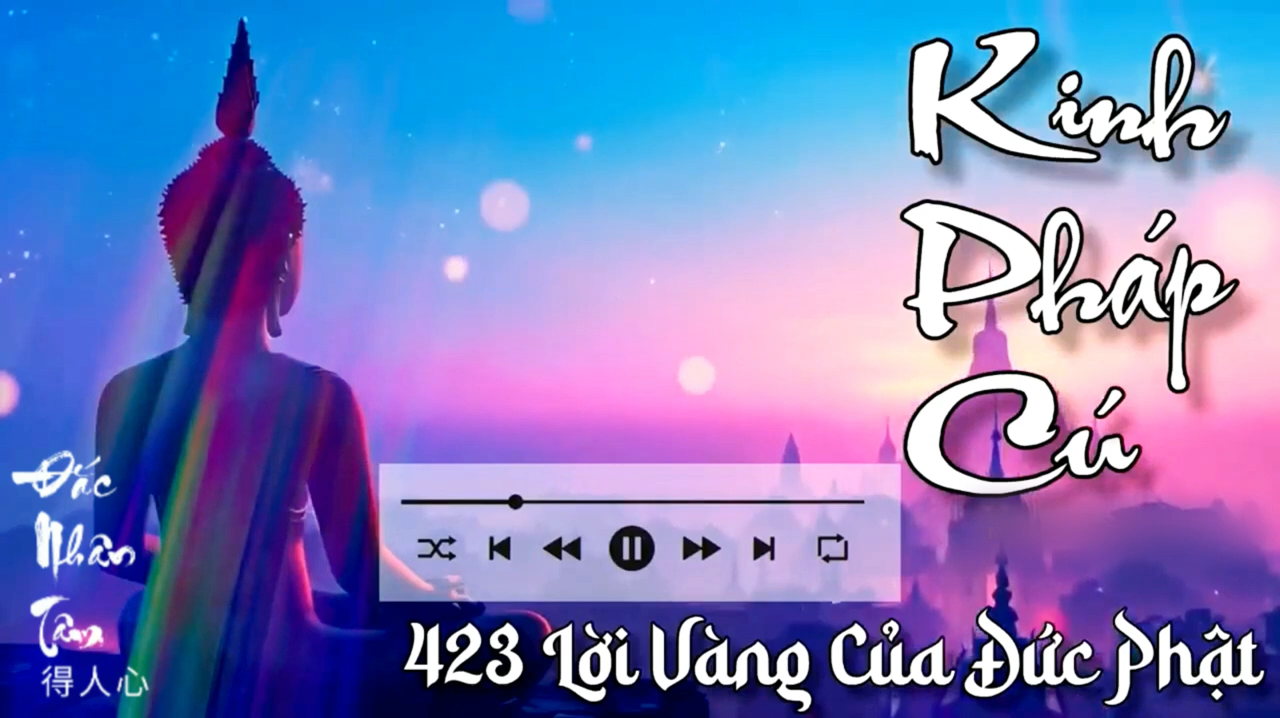 Kinh
Pháp
Cú
Đắc
Nhân
Tâm
得人心
423 Lời Vàng Của Đức Phật